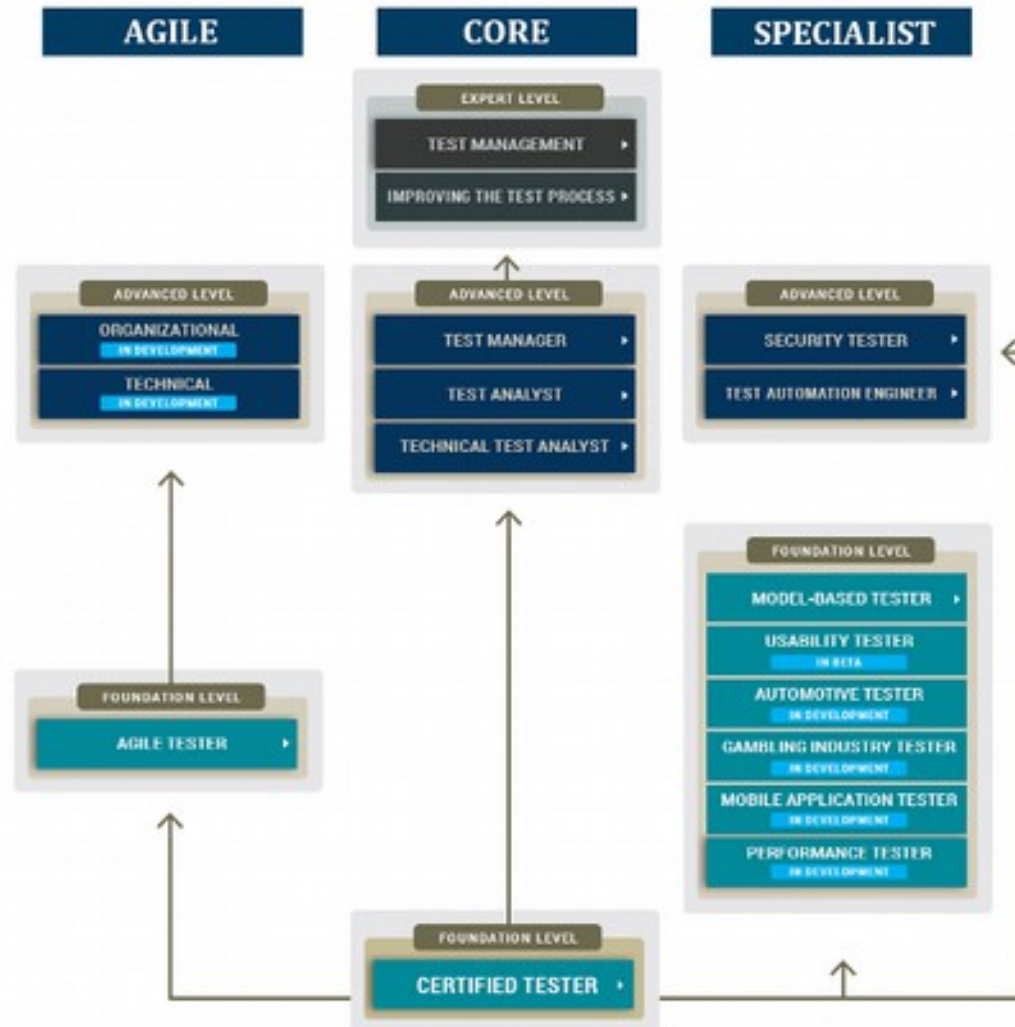 AGILE
CORE
SPECIALIST
EXPERT LEVEL
TEST MANAGEMENT
IMPROVING THE TEST PROCESS
ADVANCED LEVEL
ORGANIZATIONAL
IN DEVELOPMENT
TECHNICAL
IN DEVELOPMENT
ADVANCED LEVEL
TEST MANAGER
TEST ANALYST
TECHNICAL TEST ANALYST
ADVANCED LEVEL
SECURITY TESTER
TEST AUTOMATION ENGINEER
FOUNDATION LEVEL
AGILE TESTER
FOUNDATION LEVEL
MODEL-BASED TESTER
USABILITY TESTER
IN BETA
AUTOMOTIVE TESTER
IN DEVELOPMENT
GAMBLING INDUSTRY TESTER
IN DEVELOPMENT
MOBILE APPLICATION TESTER
IN DEVELOPMENT
PERFORMANCE TESTER
IN DEVELOPMENT
FOUNDATION LEVEL
CERTIFIED TESTER